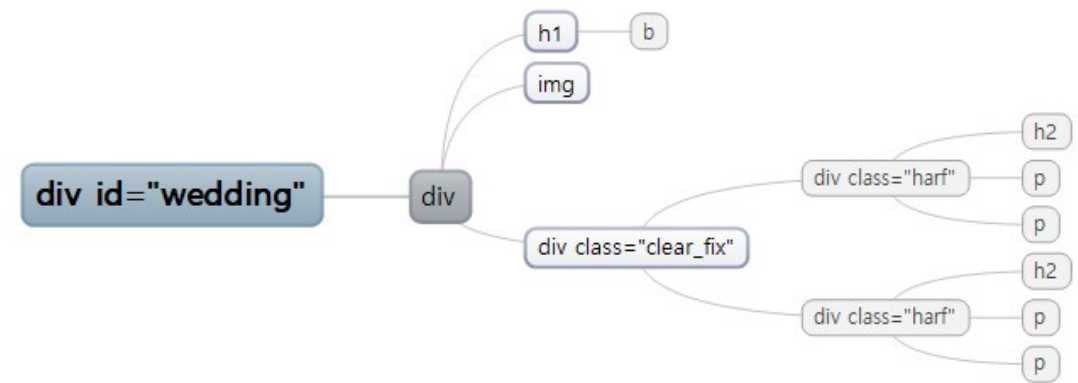 div id="wedding"
div
h1
b
img
div class="clear_fix"
div class="harf"
h2
p
p
div class="harf"
h2
p
p